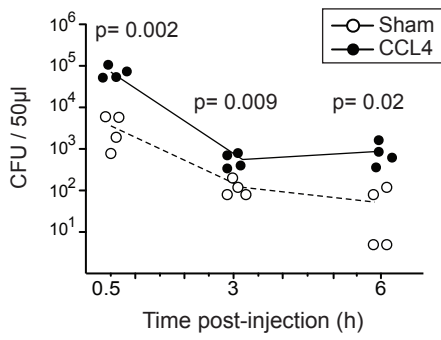 Sham
CCL4
p= 0.002
p= 0.009
p= 0.02
CFU / 50µl
10⁶
10⁵
10⁴
10³
10²
10¹
0.5
3
6
Time post-injection (h)